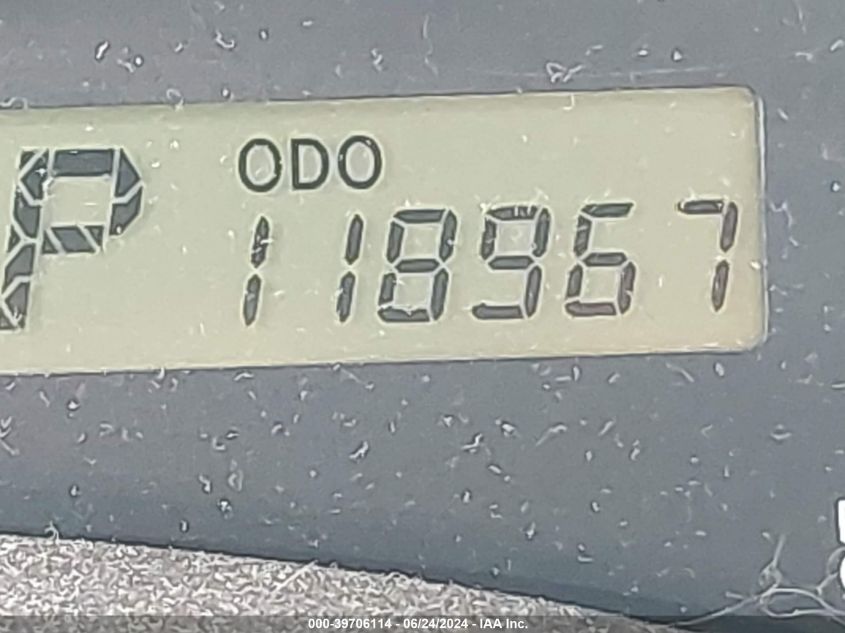 P ODO
118967
000-39706114 - 06/24/2024 - IAA Inc.